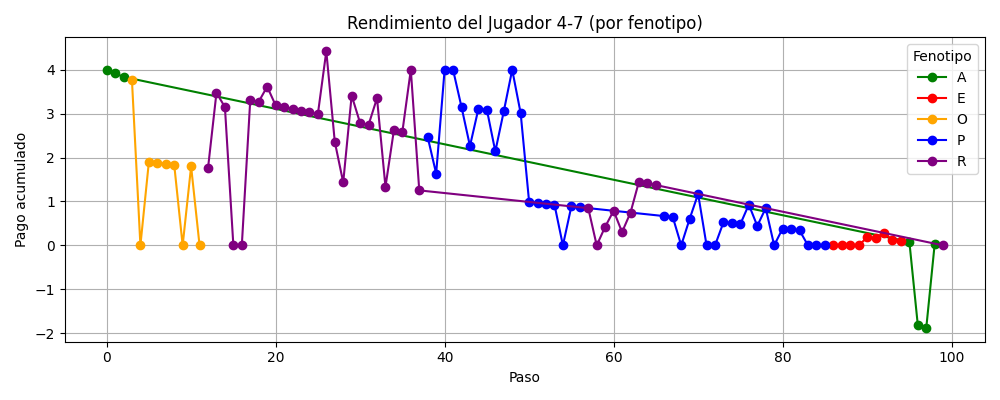 Rendimiento del Jugador 4-7 (por fenotipo)
Pago acumulado
4
3
2
1
0
−1
−2
Fenotipo
A
E
O
P
R
0
20
40
60
80
100
Paso